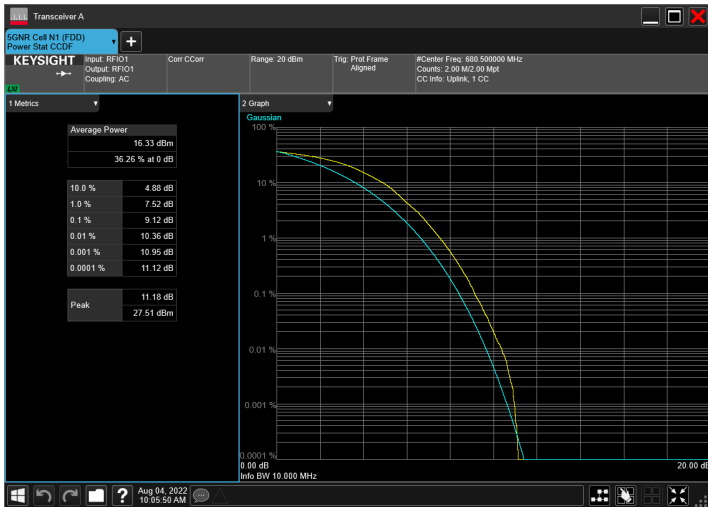 Transceiver A
5GNR Cell N1 (FDD)
Power Stat CCDF
KEYSIGHT
Input: RFIO1
Output: RFIO1
Coupling: AC
Corr CCorr
Range: 20 dBm
Trig: Prot Frame
Aligned
#Center Freq: 680.500000 MHz
Counts: 2.00 M/2.00 Mpt
CC Info: Uplink, 1 CC
1 Metrics
Average Power
16.33 dBm
36.26 % at 0 dB
10.0 % 4.88 dB
1.0 % 7.52 dB
0.1 % 9.12 dB
0.01 % 10.36 dB
0.001 % 10.95 dB
0.0001 % 11.12 dB
Peak 11.18 dB
27.51 dBm
2 Graph
Gaussian
100 %
10 %
1 %
0.1 %
0.01 %
0.001 %
0.0001 %
0.00 dB 20.00 dB
Info BW 10.000 MHz
?
Aug 04, 2022
10:05:50 AM